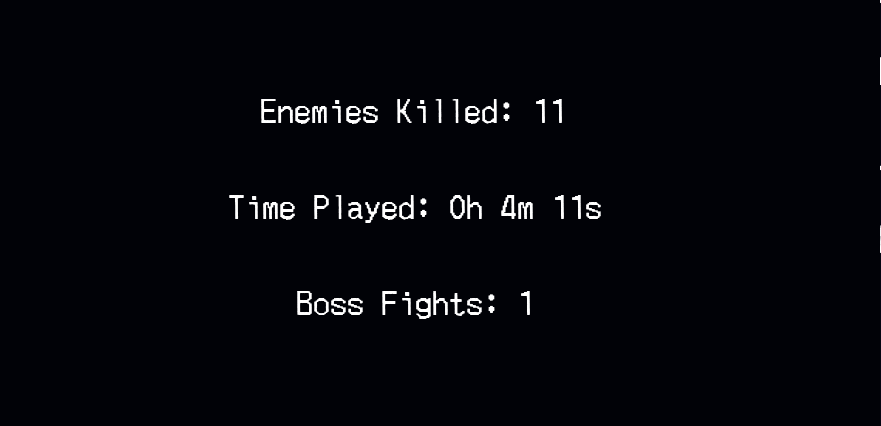 Enemies Killed: 11
Time Played: 0h 4m 11s
Boss Fights: 1